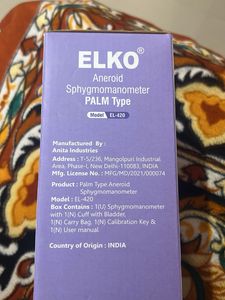 ELKO®
Aneroid
Sphygmomanometer
PALM Type
Model EL-420
Manufactured By :
Anita Industries
Address : T-5/236, Mangolpuri Industrial
Area, Phase-I, New Delhi-110083, INDIA
Mfg. License No. : MFG/MD/2021/000074
Product : Palm Type Aneroid
Sphygmomanometer
Model : EL-420
Box Contains : 1(U) Sphygmomanometer
with 1(N) Cuff with Bladder,
1(N) Carry Bag, 1(N) Calibration Key &
1(N) User manual
Country of Origin : INDIA